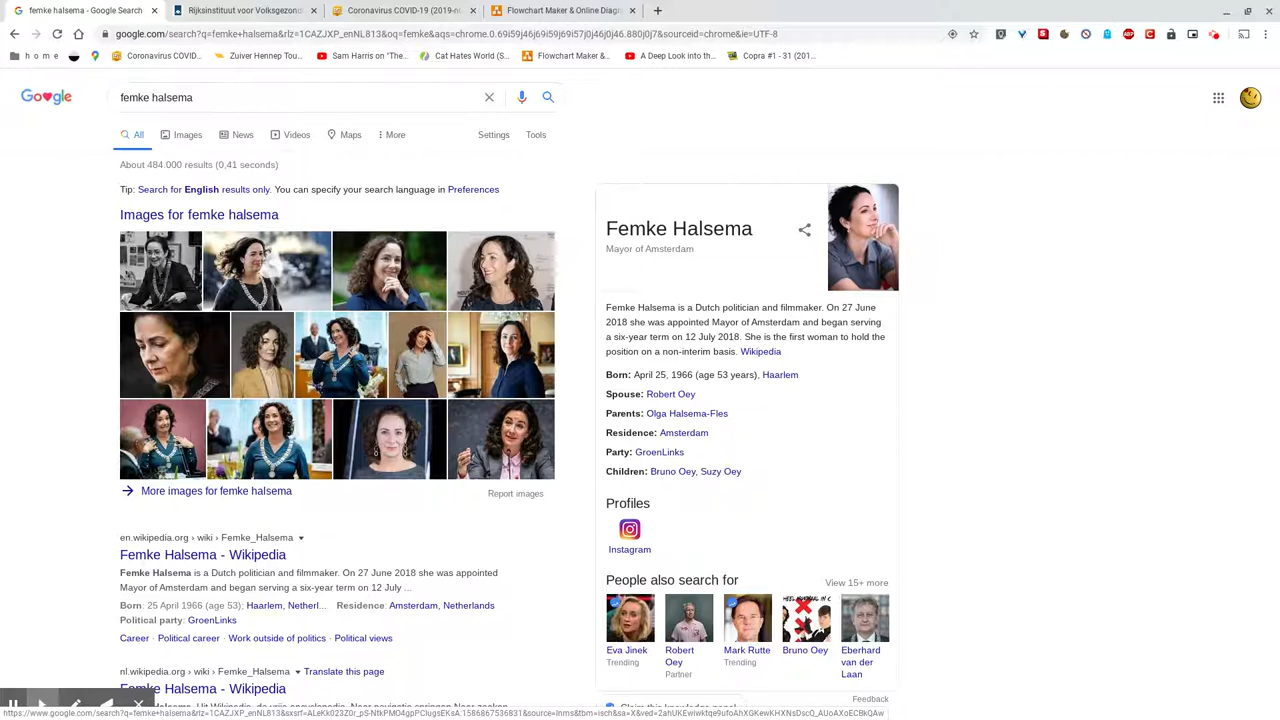 femke halsema - Google Search
Rijksinstituut voor Volksgezond
Coronavirus COVID-19 (2019-n
Flowchart Maker & Online Diagr
google.com/search?q=femke+halsema&rlz=1CAZJXP_enNL813&oq=femke&aqs=chrome.0.69i59j46j69i59j69i57j0j46j0j46.880j0j7&sourceid=chrome&ie=UTF-8
h o m e
Coronavirus COVID...
Zuiver Hennep Tou...
Sam Harris on "The...
Cat Hates World (S...
Flowchart Maker &...
A Deep Look into th...
Copra #1 - 31 (201...
Google
femke halsema
All
Images
News
Videos
Maps
More
Settings
Tools
About 484.000 results (0,41 seconds)
Tip: Search for English results only. You can specify your search language in Preferences
Images for femke halsema
More images for femke halsema
Report images
en.wikipedia.org › wiki › Femke_Halsema
Femke Halsema - Wikipedia
Femke Halsema is a Dutch politician and filmmaker. On 27 June 2018 she was appointed
Mayor of Amsterdam and began serving a six-year term on 12 July ...
Born: 25 April 1966 (age 53); Haarlem, Netherl... Residence: Amsterdam, Netherlands
Political party: GroenLinks
Career · Political career · Work outside of politics · Political views
nl.wikipedia.org › wiki › Femke_Halsema
Translate this page
Femke Halsema - Wikipedia
Femke Halsema
Mayor of Amsterdam
Femke Halsema is a Dutch politician and filmmaker. On 27 June
2018 she was appointed Mayor of Amsterdam and began serving
a six-year term on 12 July 2018. She is the first woman to hold the
position on a non-interim basis. Wikipedia
Born: April 25, 1966 (age 53 years), Haarlem
Spouse: Robert Oey
Parents: Olga Halsema-Fles
Residence: Amsterdam
Party: GroenLinks
Children: Bruno Oey, Suzy Oey
Profiles
Instagram
People also search for
View 15+ more
Eva Jinek
Trending
Robert
Oey
Partner
Mark Rutte
Trending
Bruno Oey
Eberhard
van der
Laan
Feedback